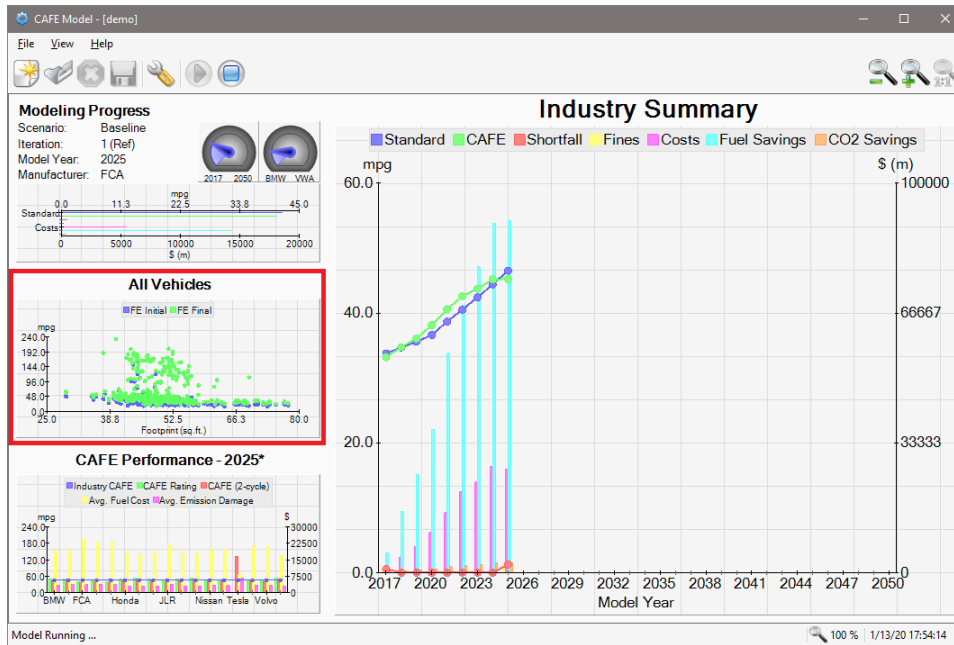 CAFE Model - [demo]
File View Help
1:1
Modeling Progress
Scenario: Baseline
Iteration: 1 (Ref)
Model Year: 2025
Manufacturer: FCA
2017 2050 BMW VWA
mpg
0.0 11.3 22.5 33.8 45.0
Standard
Costs
0 5000 10000 15000 20000
$ (m)
All Vehicles
FE Initial FE Final
mpg
240.0
192.0
144.0
96.0
48.0
0.0
25.0 38.8 52.5 66.3 80.0
Footprint (sq.ft.)
CAFE Performance - 2025*
Industry CAFE CAFE Rating CAFE (2-cycle)
Avg. Fuel Cost Avg. Emission Damage
mpg $
240.0 30000
180.0 22500
120.0 15000
60.0 7500
0.0 0
BMW FCA Honda JLR Nissan Tesla Volvo
Industry Summary
Standard CAFE Shortfall Fines Costs Fuel Savings CO2 Savings
mpg $ (m)
60.0 100000
40.0 66667
20.0 33333
0.0 0
2017 2020 2023 2026 2029 2032 2035 2038 2041 2044 2047 2050
Model Year
Model Running ... 100 % 1/13/20 17:54:14